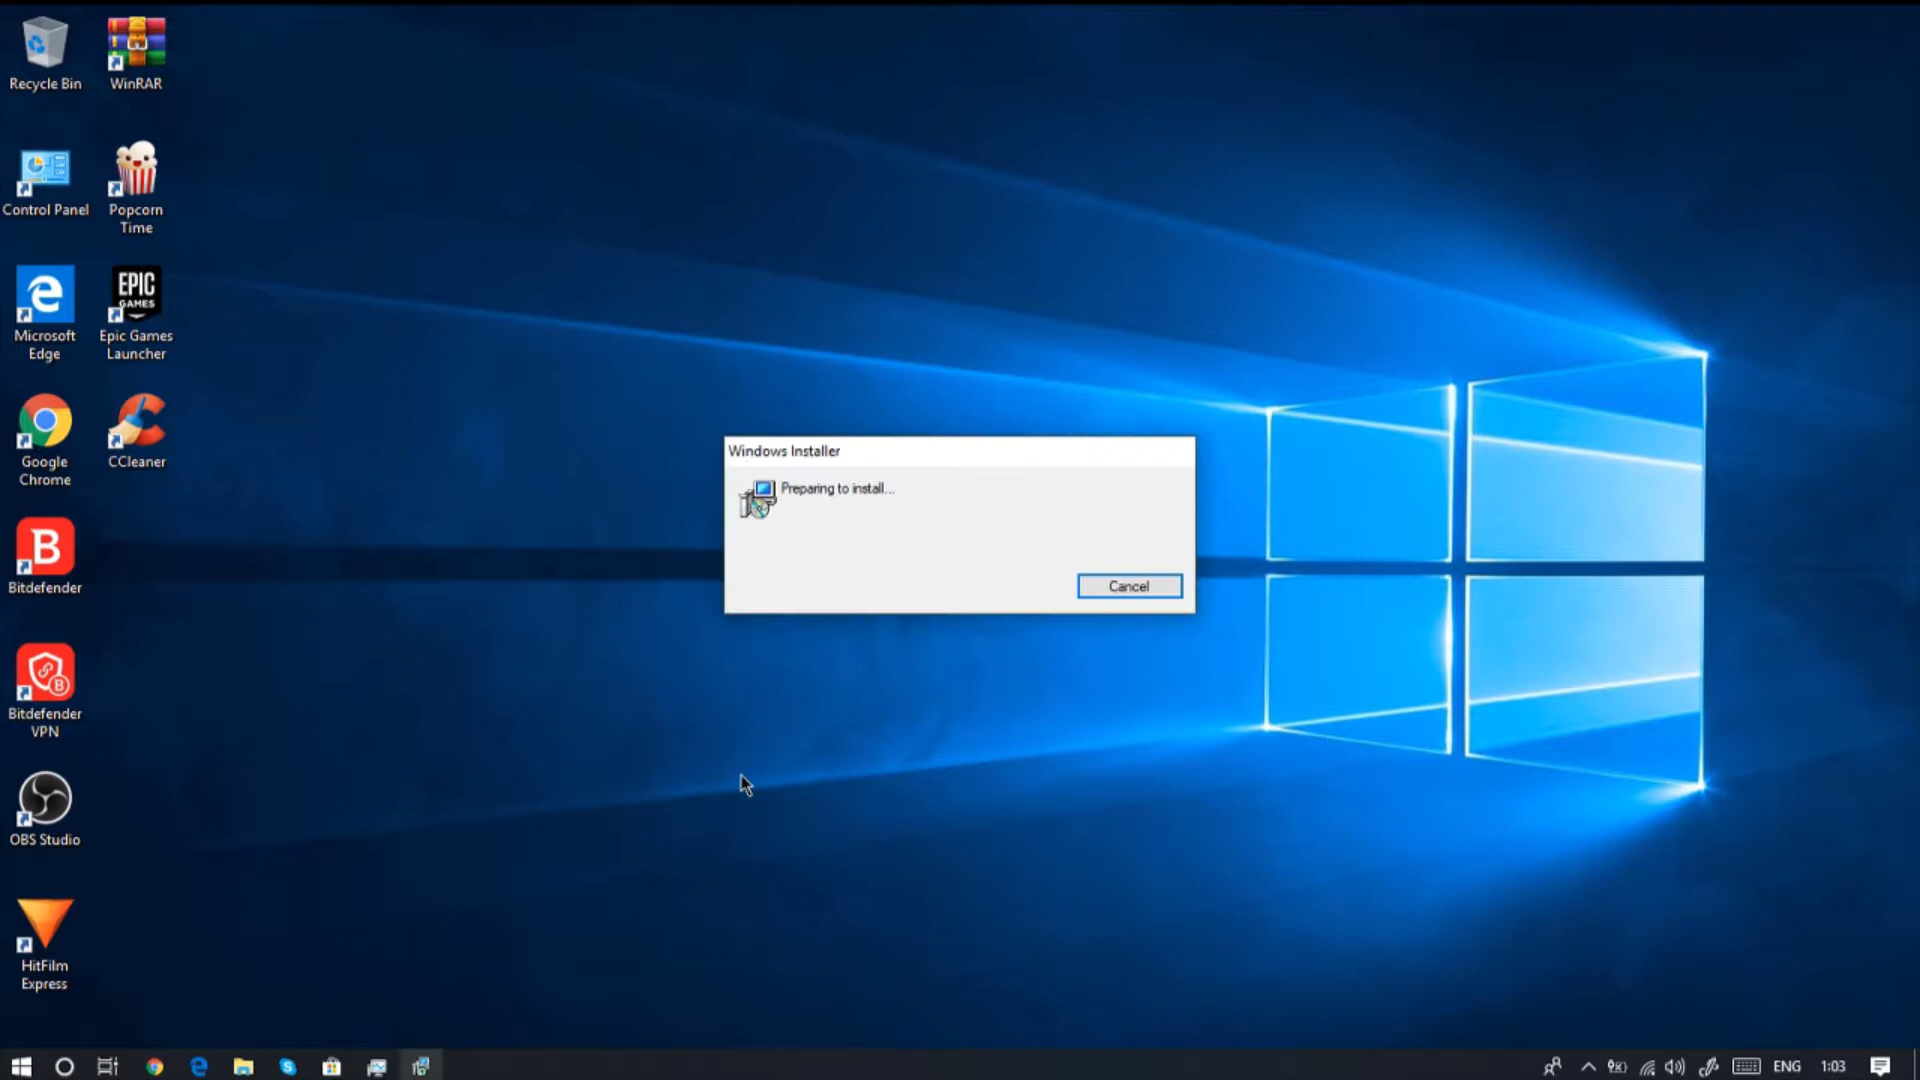 Recycle Bin
WinRAR
Control Panel
Popcorn
Time
EPIC
GAMES
Microsoft
Edge
Epic Games
Launcher
Google
Chrome
CCleaner
B
Bitdefender
B
Bitdefender
VPN
OBS Studio
HitFilm
Express
Windows Installer
Preparing to install...
Cancel
ENG
1:03